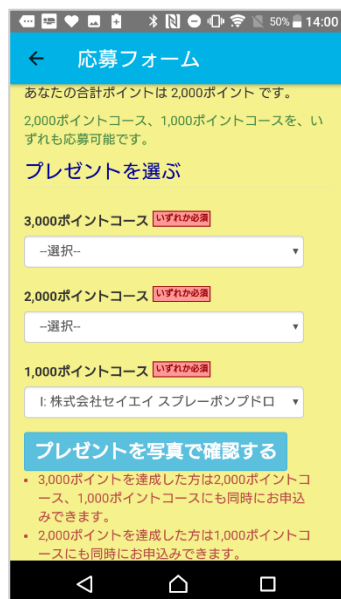 50% 14:00
応募フォーム
あなたの合計ポイントは 2,000ポイント です。
2,000ポイントコース、1,000ポイントコースを、い
ずれも応募可能です。
プレゼントを選ぶ
3,000ポイントコース いずれか必須
--選択--
2,000ポイントコース いずれか必須
--選択--
1,000ポイントコース いずれか必須
I: 株式会社セイエイ スプレーポンプドロ
プレゼントを写真で確認する
• 3,000ポイントを達成した方は2,000ポイントコ
ース、1,000ポイントコースにも同時にお申込
みできます。
• 2,000ポイントを達成した方は1,000ポイントコ
ースにも同時にお申込みできます。